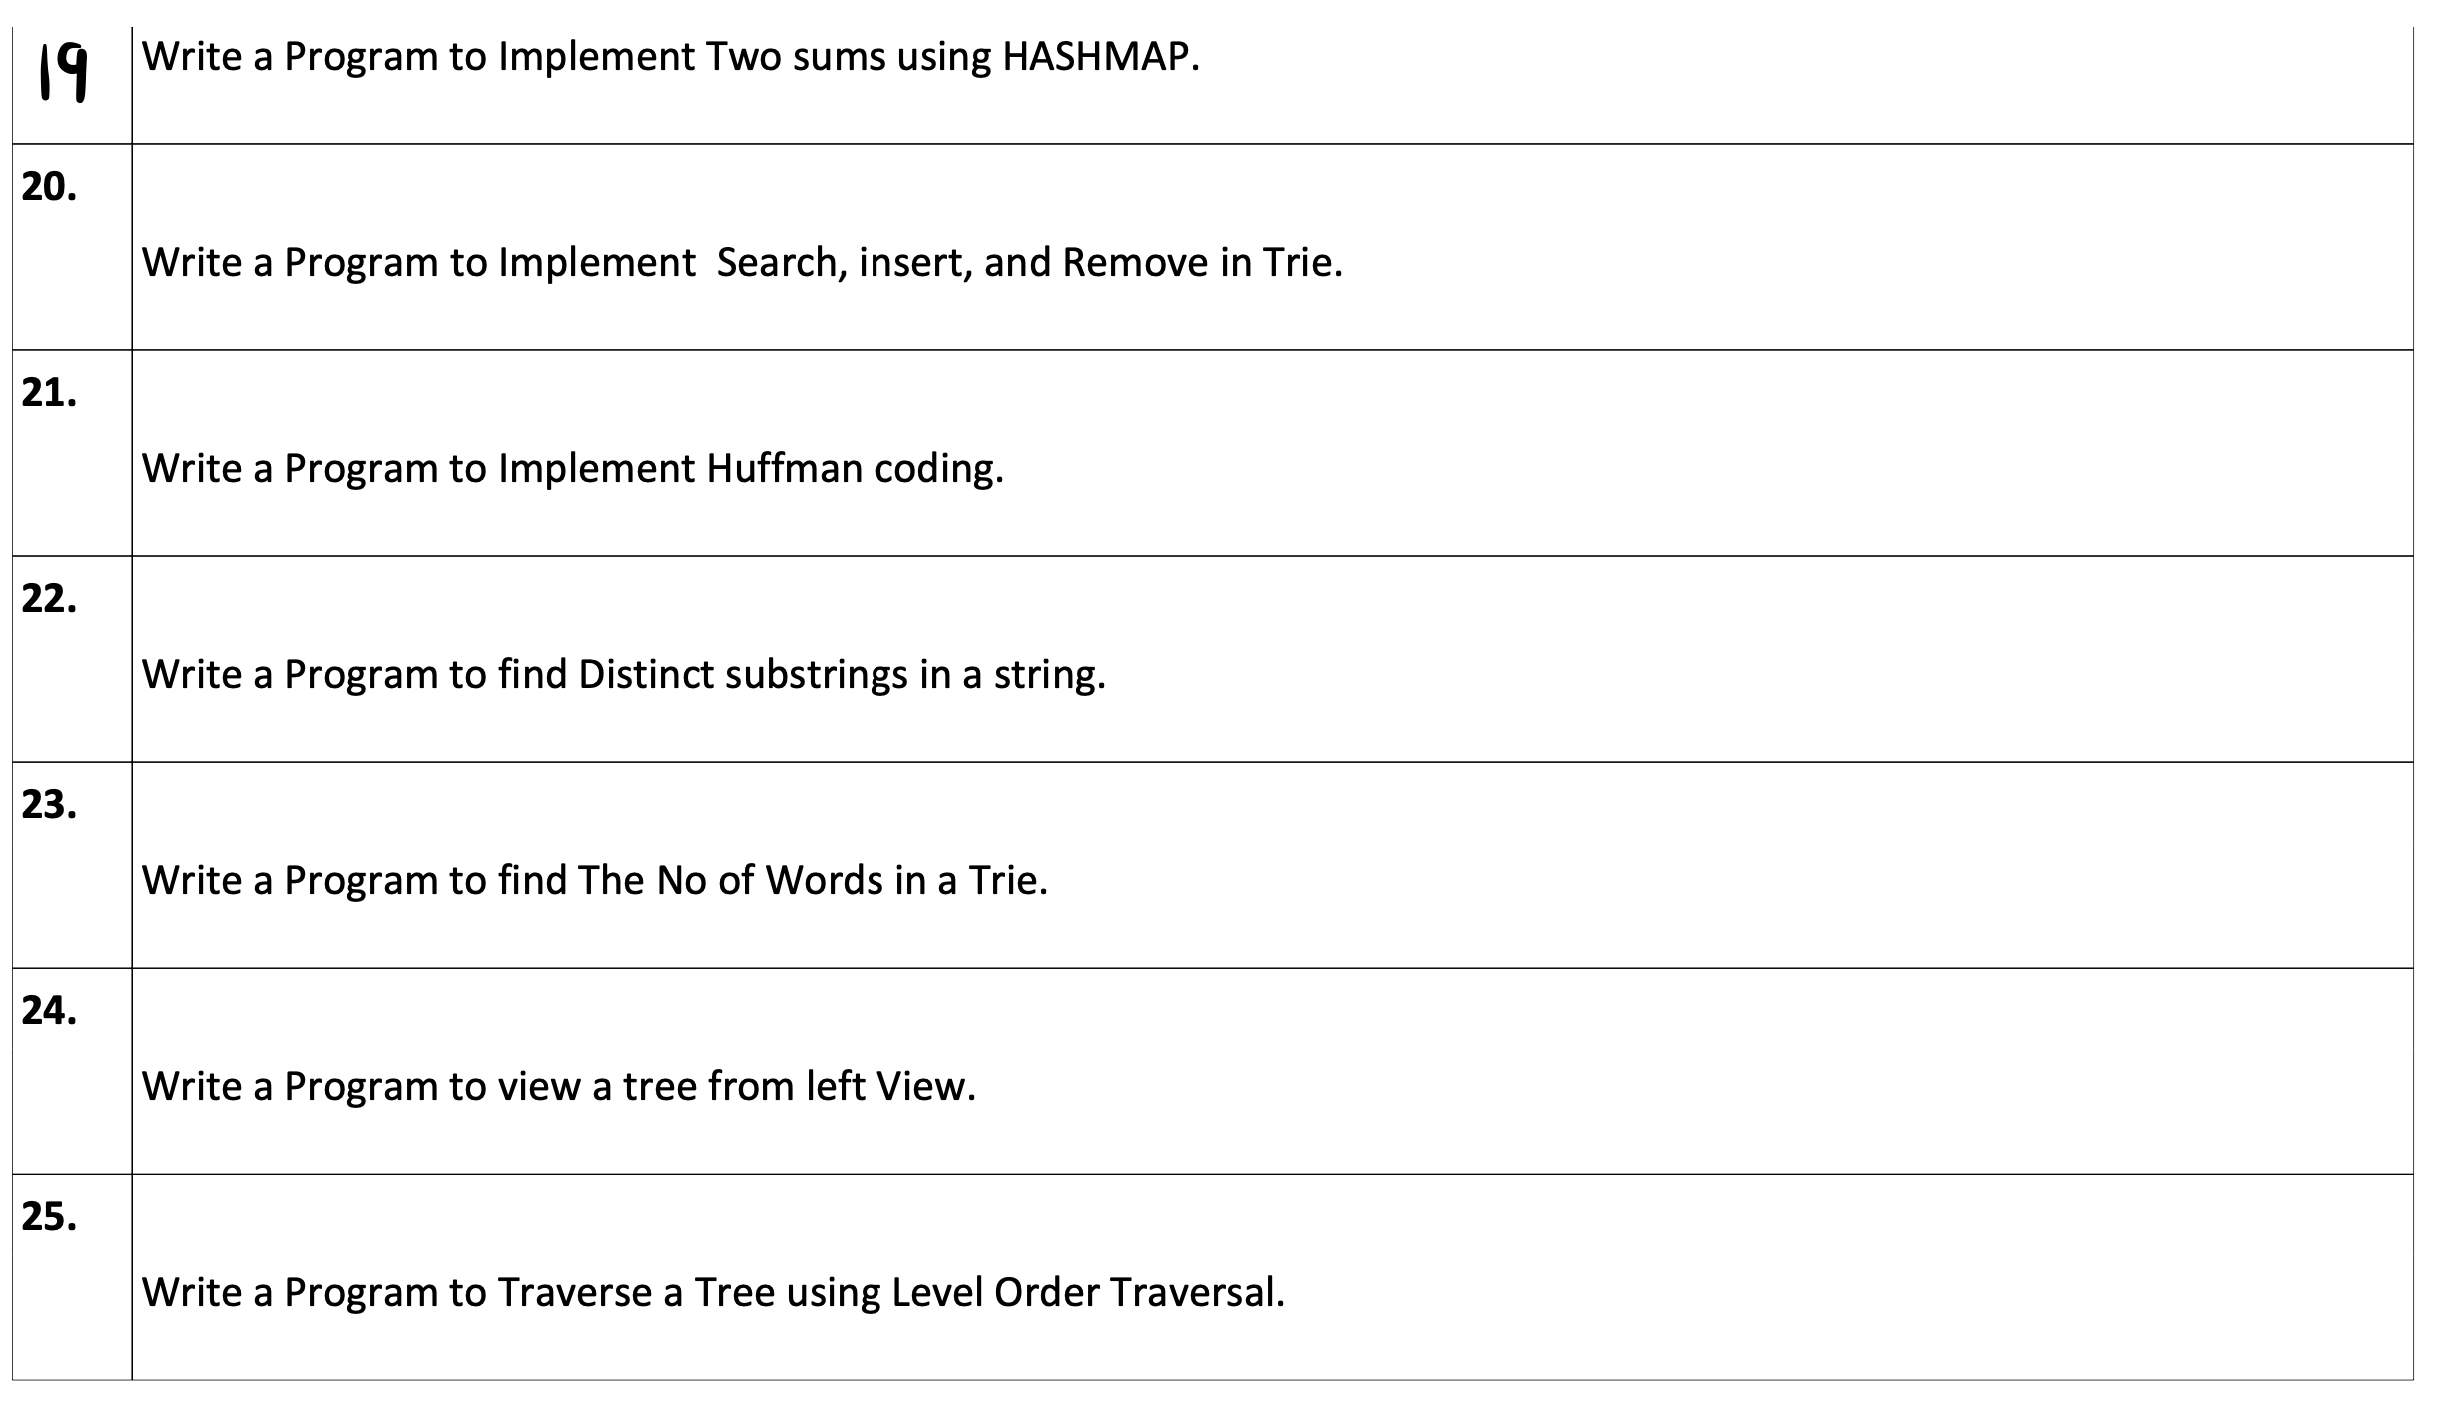 19 Write a Program to Implement Two sums using HASHMAP.
20.
Write a Program to Implement  Search, insert, and Remove in Trie.
21.
Write a Program to Implement Huffman coding.
22.
Write a Program to find Distinct substrings in a string.
23.
Write a Program to find The No of Words in a Trie.
24.
Write a Program to view a tree from left View.
25.
Write a Program to Traverse a Tree using Level Order Traversal.